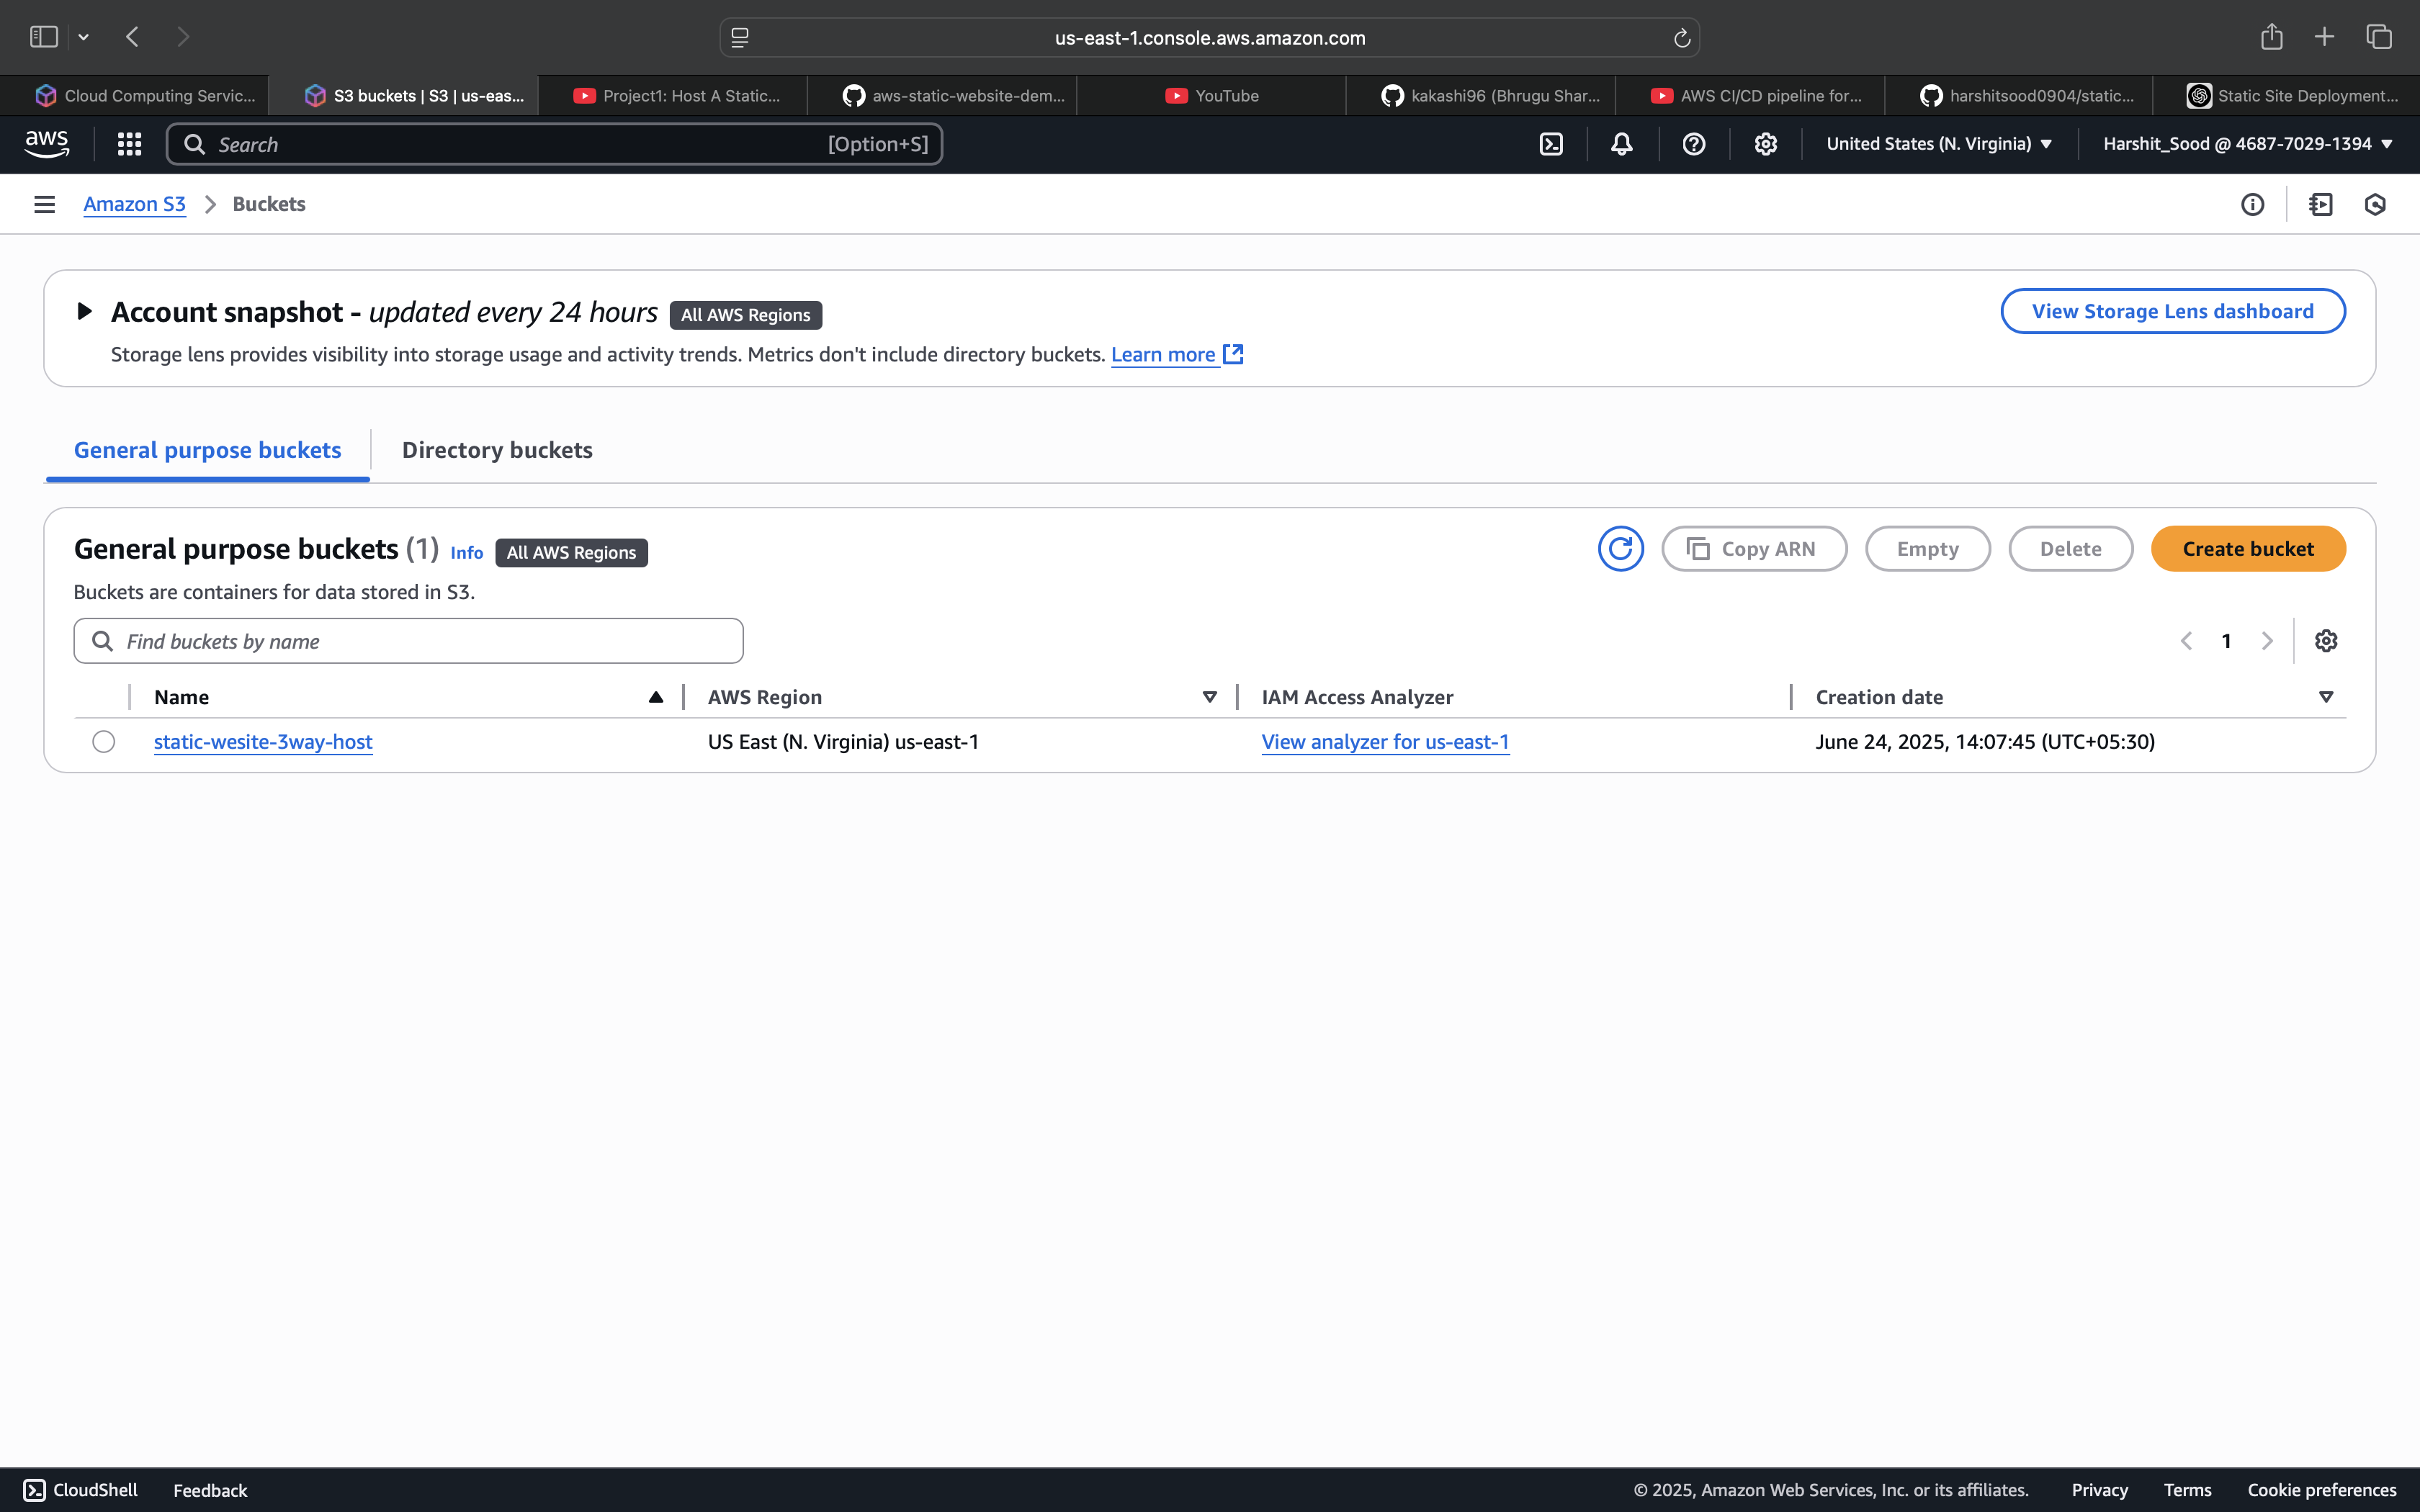 us-east-1.console.aws.amazon.com
Cloud Computing Servic...
S3 buckets | S3 | us-eas...
Project1: Host A Static...
aws-static-website-dem...
YouTube
kakashi96 (Bhrugu Shar...
AWS CI/CD pipeline for...
harshitsood0904/static...
Static Site Deployment...
aws
Search
[Option+S]
United States (N. Virginia)
Harshit_Sood @ 4687-7029-1394
Amazon S3
Buckets
Account snapshot - updated every 24 hours All AWS Regions
View Storage Lens dashboard
Storage lens provides visibility into storage usage and activity trends. Metrics don't include directory buckets. Learn more
General purpose buckets
Directory buckets
General purpose buckets (1) Info All AWS Regions
Copy ARN
Empty
Delete
Create bucket
Buckets are containers for data stored in S3.
Find buckets by name
1
Name
AWS Region
IAM Access Analyzer
Creation date
static-wesite-3way-host
US East (N. Virginia) us-east-1
View analyzer for us-east-1
June 24, 2025, 14:07:45 (UTC+05:30)
CloudShell
Feedback
© 2025, Amazon Web Services, Inc. or its affiliates.
Privacy
Terms
Cookie preferences